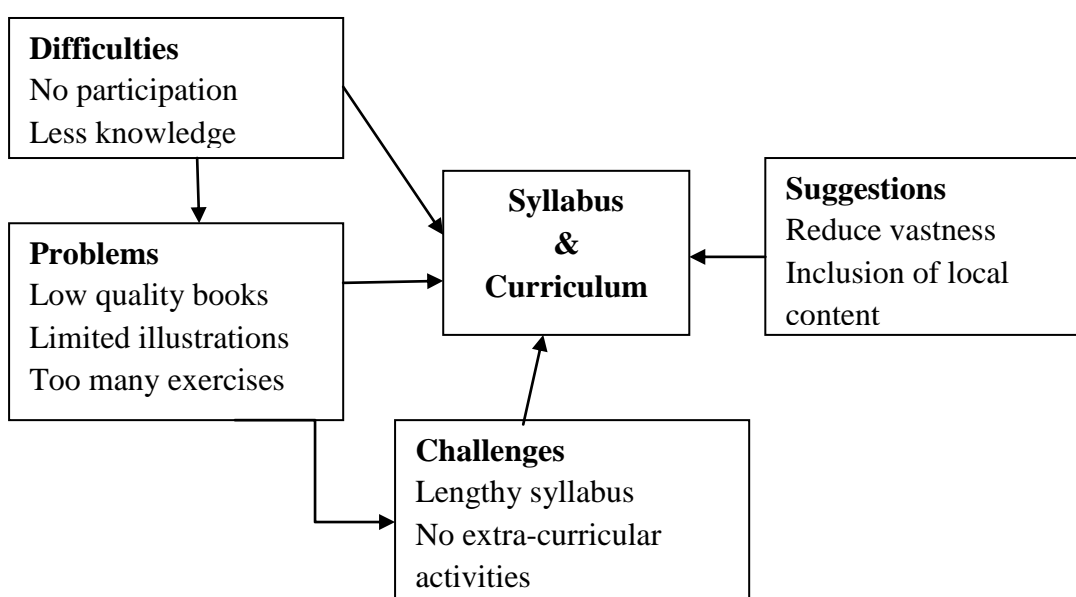 Difficulties
No participation
Less knowledge
Problems
Low quality books
Limited illustrations
Too many exercises
Syllabus
&
Curriculum
Suggestions
Reduce vastness
Inclusion of local
content
Challenges
Lengthy syllabus
No extra-curricular
activities